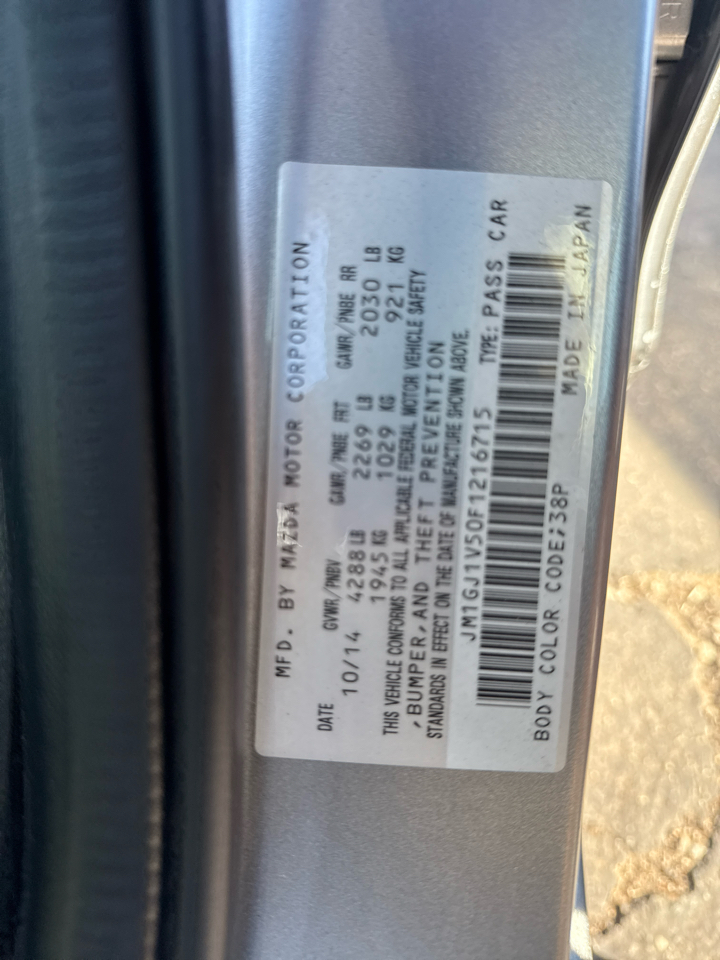 MFD. BY MAZDA MOTOR CORPORATION
DATE GVWR/PNBV GAWR/PNBE FRT GAWR/PNBE RR
10/14 4288 LB 2269 LB 2030 LB
1945 KG 1029 KG 921 KG
THIS VEHICLE CONFORMS TO ALL APPLICABLE FEDERAL MOTOR VEHICLE SAFETY
,BUMPER,AND THEFT PREVENTION
STANDARDS IN EFFECT ON THE DATE OF MANUFACTURE SHOWN ABOVE.
JM1GJ1V50F1216715 TYPE: PASS CAR
BODY COLOR CODE;38P MADE IN JAPAN